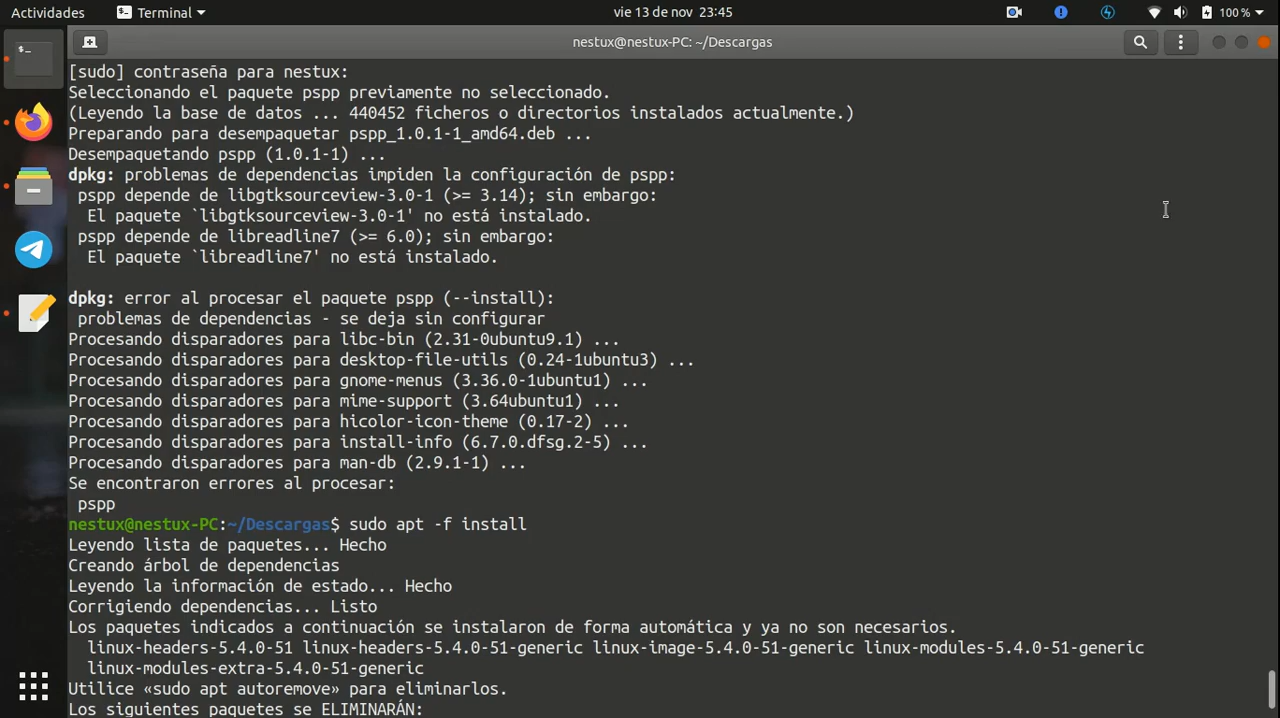 Actividades
Terminal
vie 13 de nov 23:45
100 %
nestux@nestux-PC: ~/Descargas
[sudo] contraseña para nestux:
Seleccionando el paquete pspp previamente no seleccionado.
(Leyendo la base de datos ... 440452 ficheros o directorios instalados actualmente.)
Preparando para desempaquetar pspp_1.0.1-1_amd64.deb ...
Desempaquetando pspp (1.0.1-1) ...
dpkg: problemas de dependencias impiden la configuración de pspp:
pspp depende de libgtksourceview-3.0-1 (>= 3.14); sin embargo:
El paquete `libgtksourceview-3.0-1' no está instalado.
pspp depende de libreadline7 (>= 6.0); sin embargo:
El paquete `libreadline7' no está instalado.
dpkg: error al procesar el paquete pspp (--install):
problemas de dependencias - se deja sin configurar
Procesando disparadores para libc-bin (2.31-0ubuntu9.1) ...
Procesando disparadores para desktop-file-utils (0.24-1ubuntu3) ...
Procesando disparadores para gnome-menus (3.36.0-1ubuntu1) ...
Procesando disparadores para mime-support (3.64ubuntu1) ...
Procesando disparadores para hicolor-icon-theme (0.17-2) ...
Procesando disparadores para install-info (6.7.0.dfsg.2-5) ...
Procesando disparadores para man-db (2.9.1-1) ...
Se encontraron errores al procesar:
pspp
nestux@nestux-PC:~/Descargas$ sudo apt -f install
Leyendo lista de paquetes... Hecho
Creando árbol de dependencias
Leyendo la información de estado... Hecho
Corrigiendo dependencias... Listo
Los paquetes indicados a continuación se instalaron de forma automática y ya no son necesarios.
linux-headers-5.4.0-51 linux-headers-5.4.0-51-generic linux-image-5.4.0-51-generic linux-modules-5.4.0-51-generic
linux-modules-extra-5.4.0-51-generic
Utilice «sudo apt autoremove» para eliminarlos.
Los siguientes paquetes se ELIMINARÁN: